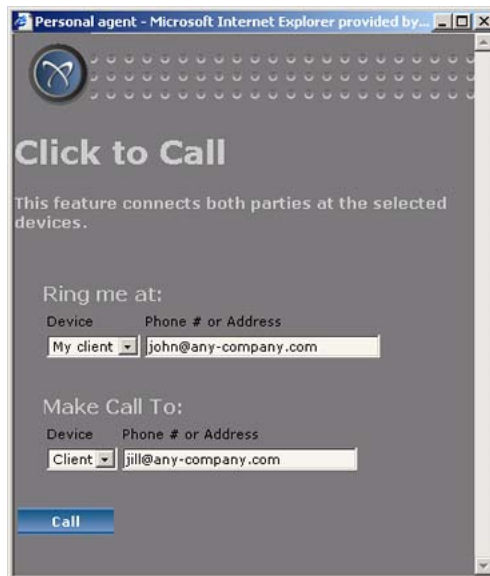 Personal agent - Microsoft Internet Explorer provided by...
Click to Call
This feature connects both parties at the selected
devices.
Ring me at:
Device Phone # or Address
My client john@any-company.com
Make Call To:
Device Phone # or Address
Client jill@any-company.com
Call